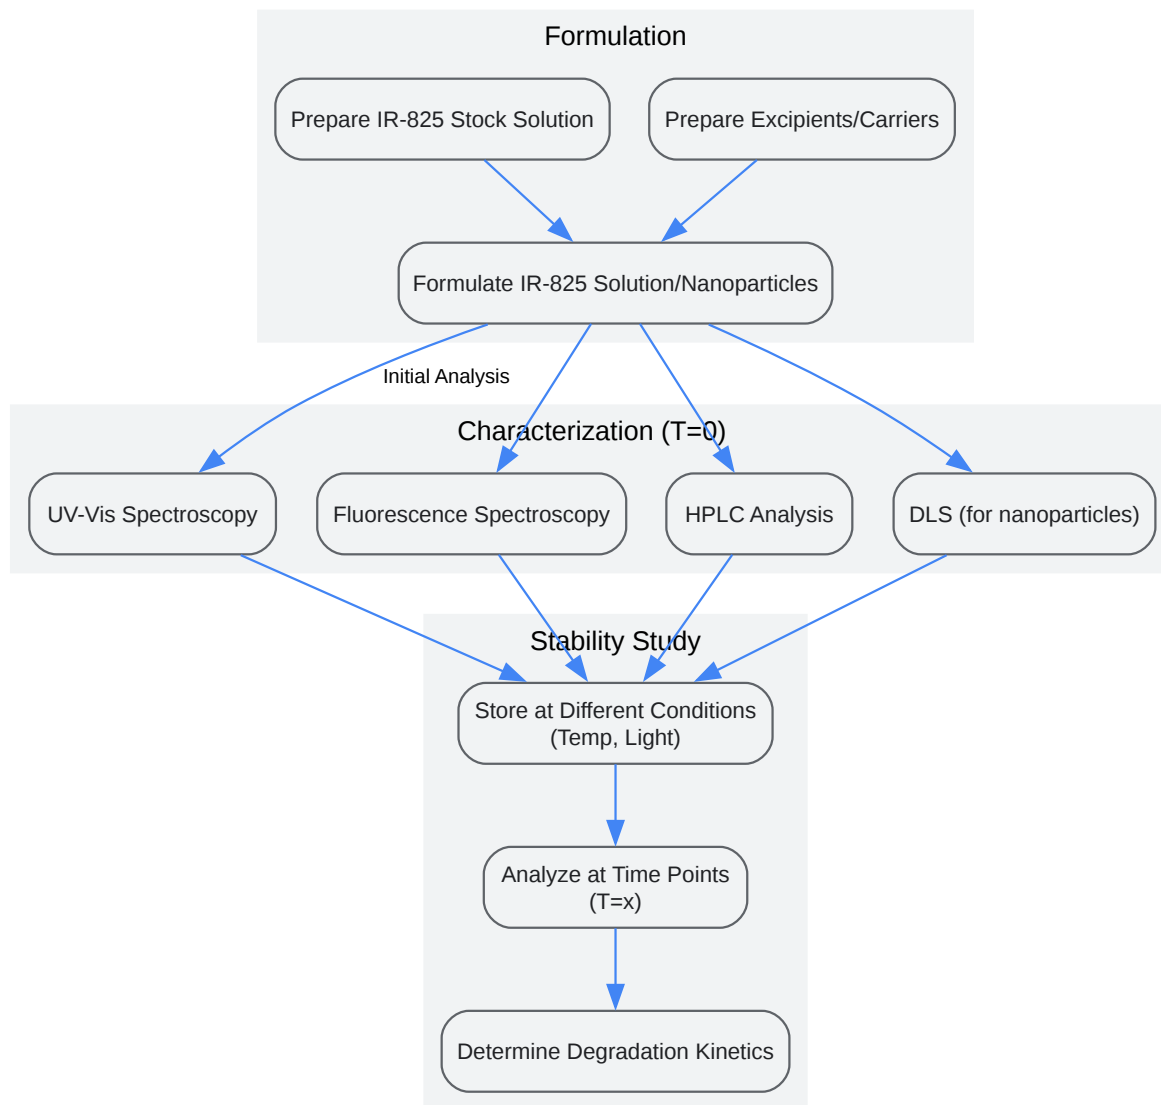 Formulation
Prepare IR-825 Stock Solution
Prepare Excipients/Carriers
Formulate IR-825 Solution/Nanoparticles
Initial Analysis
Characterization (T=0)
UV-Vis Spectroscopy
Fluorescence Spectroscopy
HPLC Analysis
DLS (for nanoparticles)
Stability Study
Store at Different Conditions
(Temp, Light)
Analyze at Time Points
(T=x)
Determine Degradation Kinetics